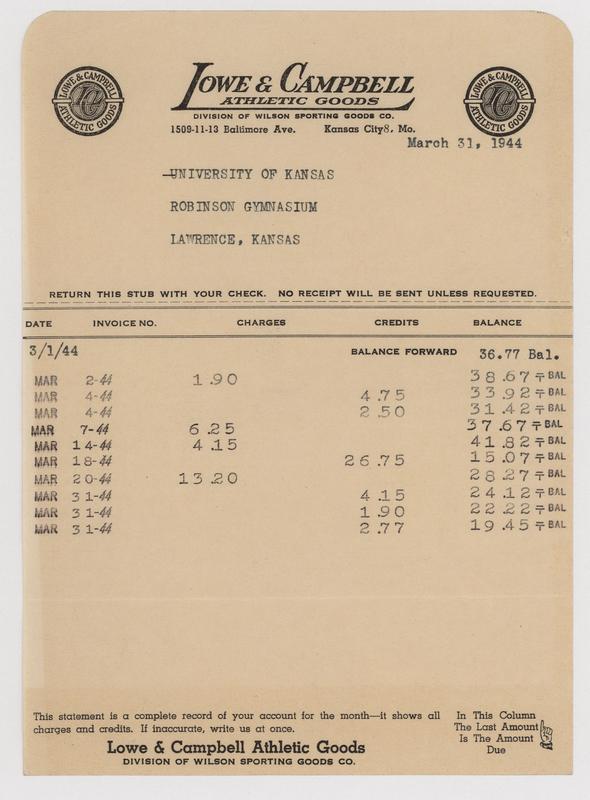 LOWE & CAMPBELL
ATHLETIC GOODS
DIVISION OF WILSON SPORTING GOODS CO.
1509-11-13 Baltimore Ave. Kansas City8, Mo.
LOWE & CAMPBELL
ATHLETIC GOODS
LOWE & CAMPBELL
ATHLETIC GOODS
March 31, 1944
UNIVERSITY OF KANSAS
ROBINSON GYMNASIUM
LAWRENCE, KANSAS
RETURN THIS STUB WITH YOUR CHECK. NO RECEIPT WILL BE SENT UNLESS REQUESTED.
DATE INVOICE NO. CHARGES CREDITS BALANCE
3/1/44 BALANCE FORWARD 36.77 Bal.
MAR 2-44 1.90 38.67 BAL
MAR 4-44 4.75 33.92 BAL
MAR 4-44 2.50 31.42 BAL
MAR 7-44 6.25 37.67 BAL
MAR 14-44 4.15 41.82 BAL
MAR 18-44 26.75 15.07 BAL
MAR 20-44 13.20 28.27 BAL
MAR 31-44 4.15 24.12 BAL
MAR 31-44 1.90 22.22 BAL
MAR 31-44 2.77 19.45 BAL
This statement is a complete record of your account for the month—it shows all
charges and credits. If inaccurate, write us at once.
Lowe & Campbell Athletic Goods
DIVISION OF WILSON SPORTING GOODS CO.
In This Column
The Last Amount
Is The Amount
Due